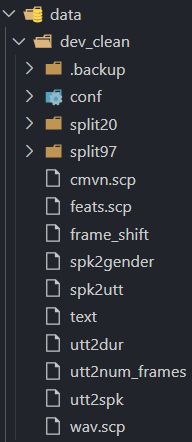 data
dev_clean
.backup
conf
split20
split97
cmvn.scp
feats.scp
frame_shift
spk2gender
spk2utt
text
utt2dur
utt2num_frames
utt2spk
wav.scp